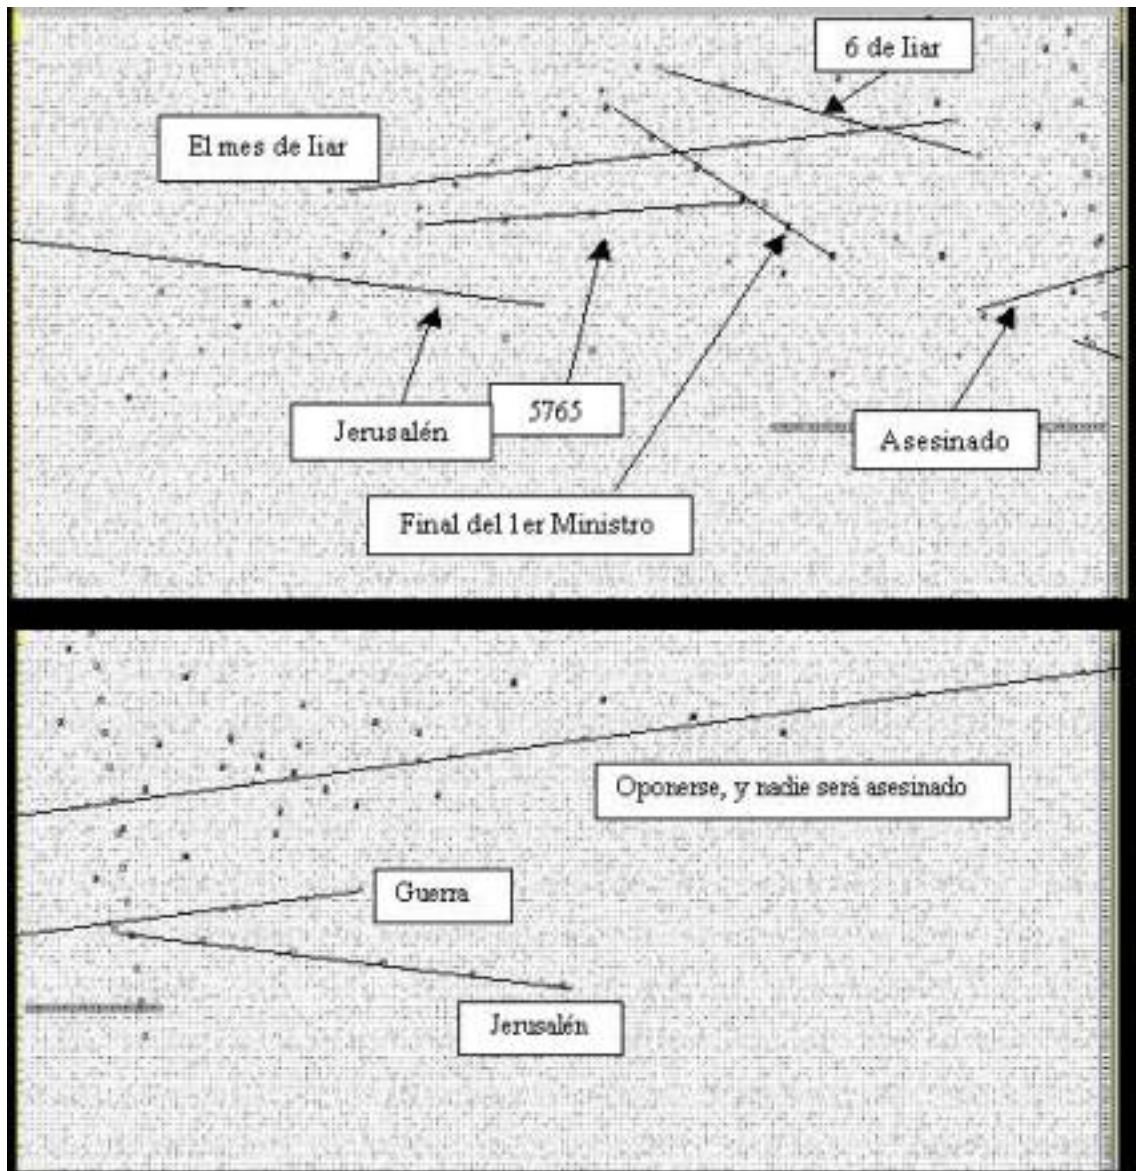 6 de Iiar
El mes de Iiar
5765
Jerusalén
Asesinado
Final del 1er Ministro
Oponerse, y nadie será asesinado
Guerra
Jerusalén